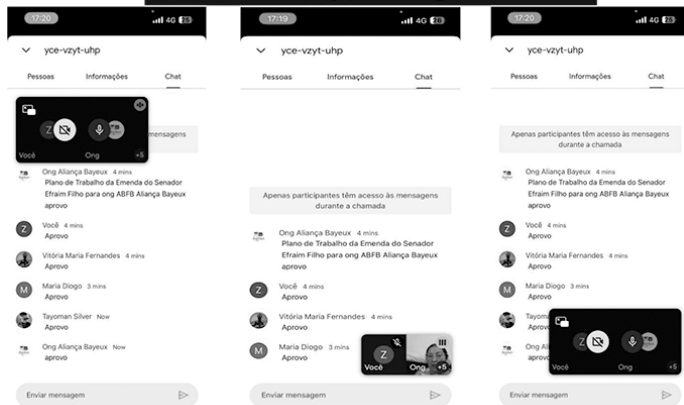 17:20
4G 28
yce-vzyt-uhp
Pessoas Informações Chat
mensagens
Z
Você Ong +5
Ong Aliança Bayeux 4 mins
Plano de Trabalho da Emenda do Senador
Efraim Filho para ong ABFB Aliança Bayeux
aprovo
Z
Você 4 mins
Aprovo
Vitória Maria Fernandes 4 mins
Aprovo
M
Maria Diogo 3 mins
Aprovo
Tayoman Silver Now
Aprovo
Ong Aliança Bayeux Now
aprovo
Enviar mensagem
17:19
4G 28
yce-vzyt-uhp
Pessoas Informações Chat
Apenas participantes têm acesso às mensagens
durante a chamada
Ong Aliança Bayeux 4 mins
Plano de Trabalho da Emenda do Senador
Efraim Filho para ong ABFB Aliança Bayeux
aprovo
Z
Você 4 mins
Aprovo
Vitória Maria Fernandes 4 mins
Aprovo
M
Maria Diogo 3 mins
Aprovo
Z
Você Ong +5
Enviar mensagem
17:20
4G 28
yce-vzyt-uhp
Pessoas Informações Chat
Apenas participantes têm acesso às mensagens
durante a chamada
Ong Aliança Bayeux 4 mins
Plano de Trabalho da Emenda do Senador
Efraim Filho para ong ABFB Aliança Bayeux
aprovo
Z
Você 4 mins
Aprovo
Vitória Maria Fernandes 4 mins
Aprovo
M
Maria Diogo 3 mins
Aprovo
Tayoma
Aprovo
Ong Al
aprovo
Z
Você Ong +5
Enviar mensagem